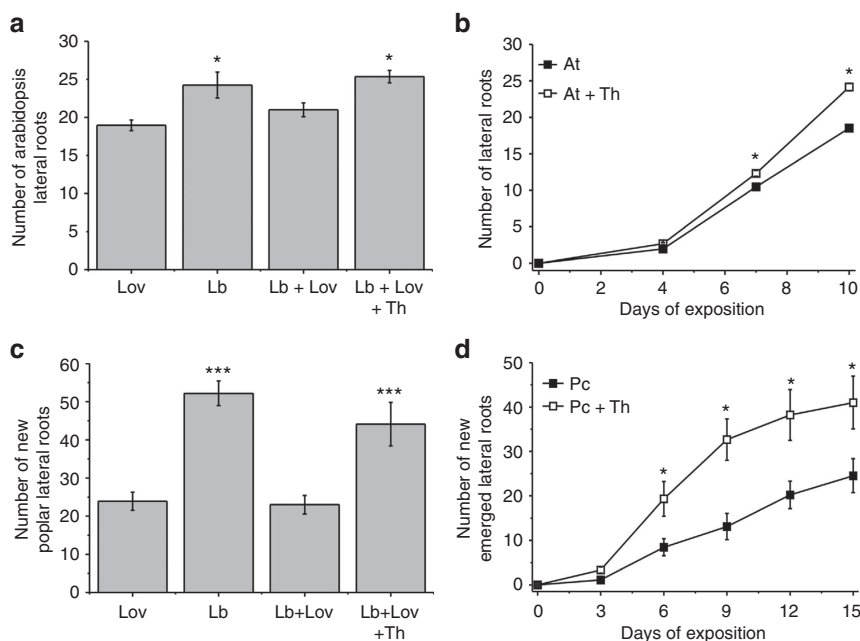 a
30
25
20
15
10
5
0
Number of arabidopsis
lateral roots
*
*
Lov
Lb
Lb + Lov
Lb + Lov
+ Th
b
30
25
20
15
10
5
0
Number of lateral roots
At
At + Th
*
*
0
2
4
6
8
10
Days of exposition
c
60
50
40
30
20
10
0
Number of new
poplar lateral roots
***
***
Lov
Lb
Lb+Lov
Lb+Lov
+Th
d
50
40
30
20
10
0
Number of new
emerged lateral roots
Pc
Pc + Th
*
*
*
*
0
3
6
9
12
15
Days of exposition